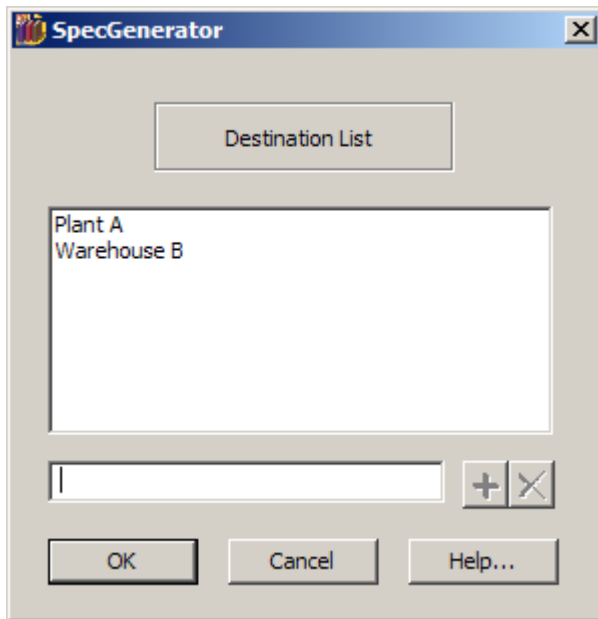 SpecGenerator
Destination List
Plant A
Warehouse B
OK Cancel Help...